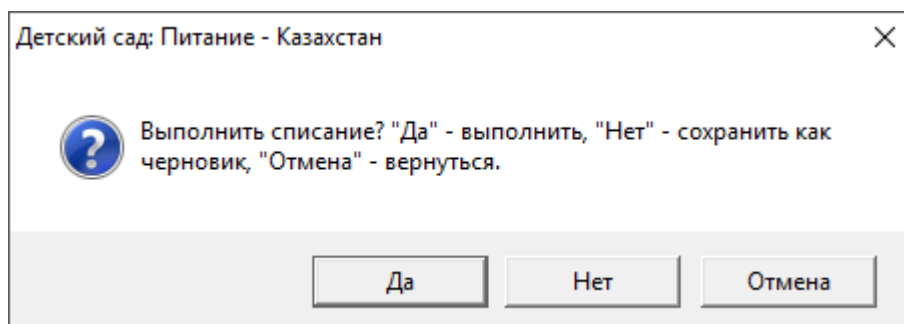 Детский сад: Питание - Казахстан
Выполнить списание? "Да" - выполнить, "Нет" - сохранить как
черновик, "Отмена" - вернуться.
Да
Нет
Отмена